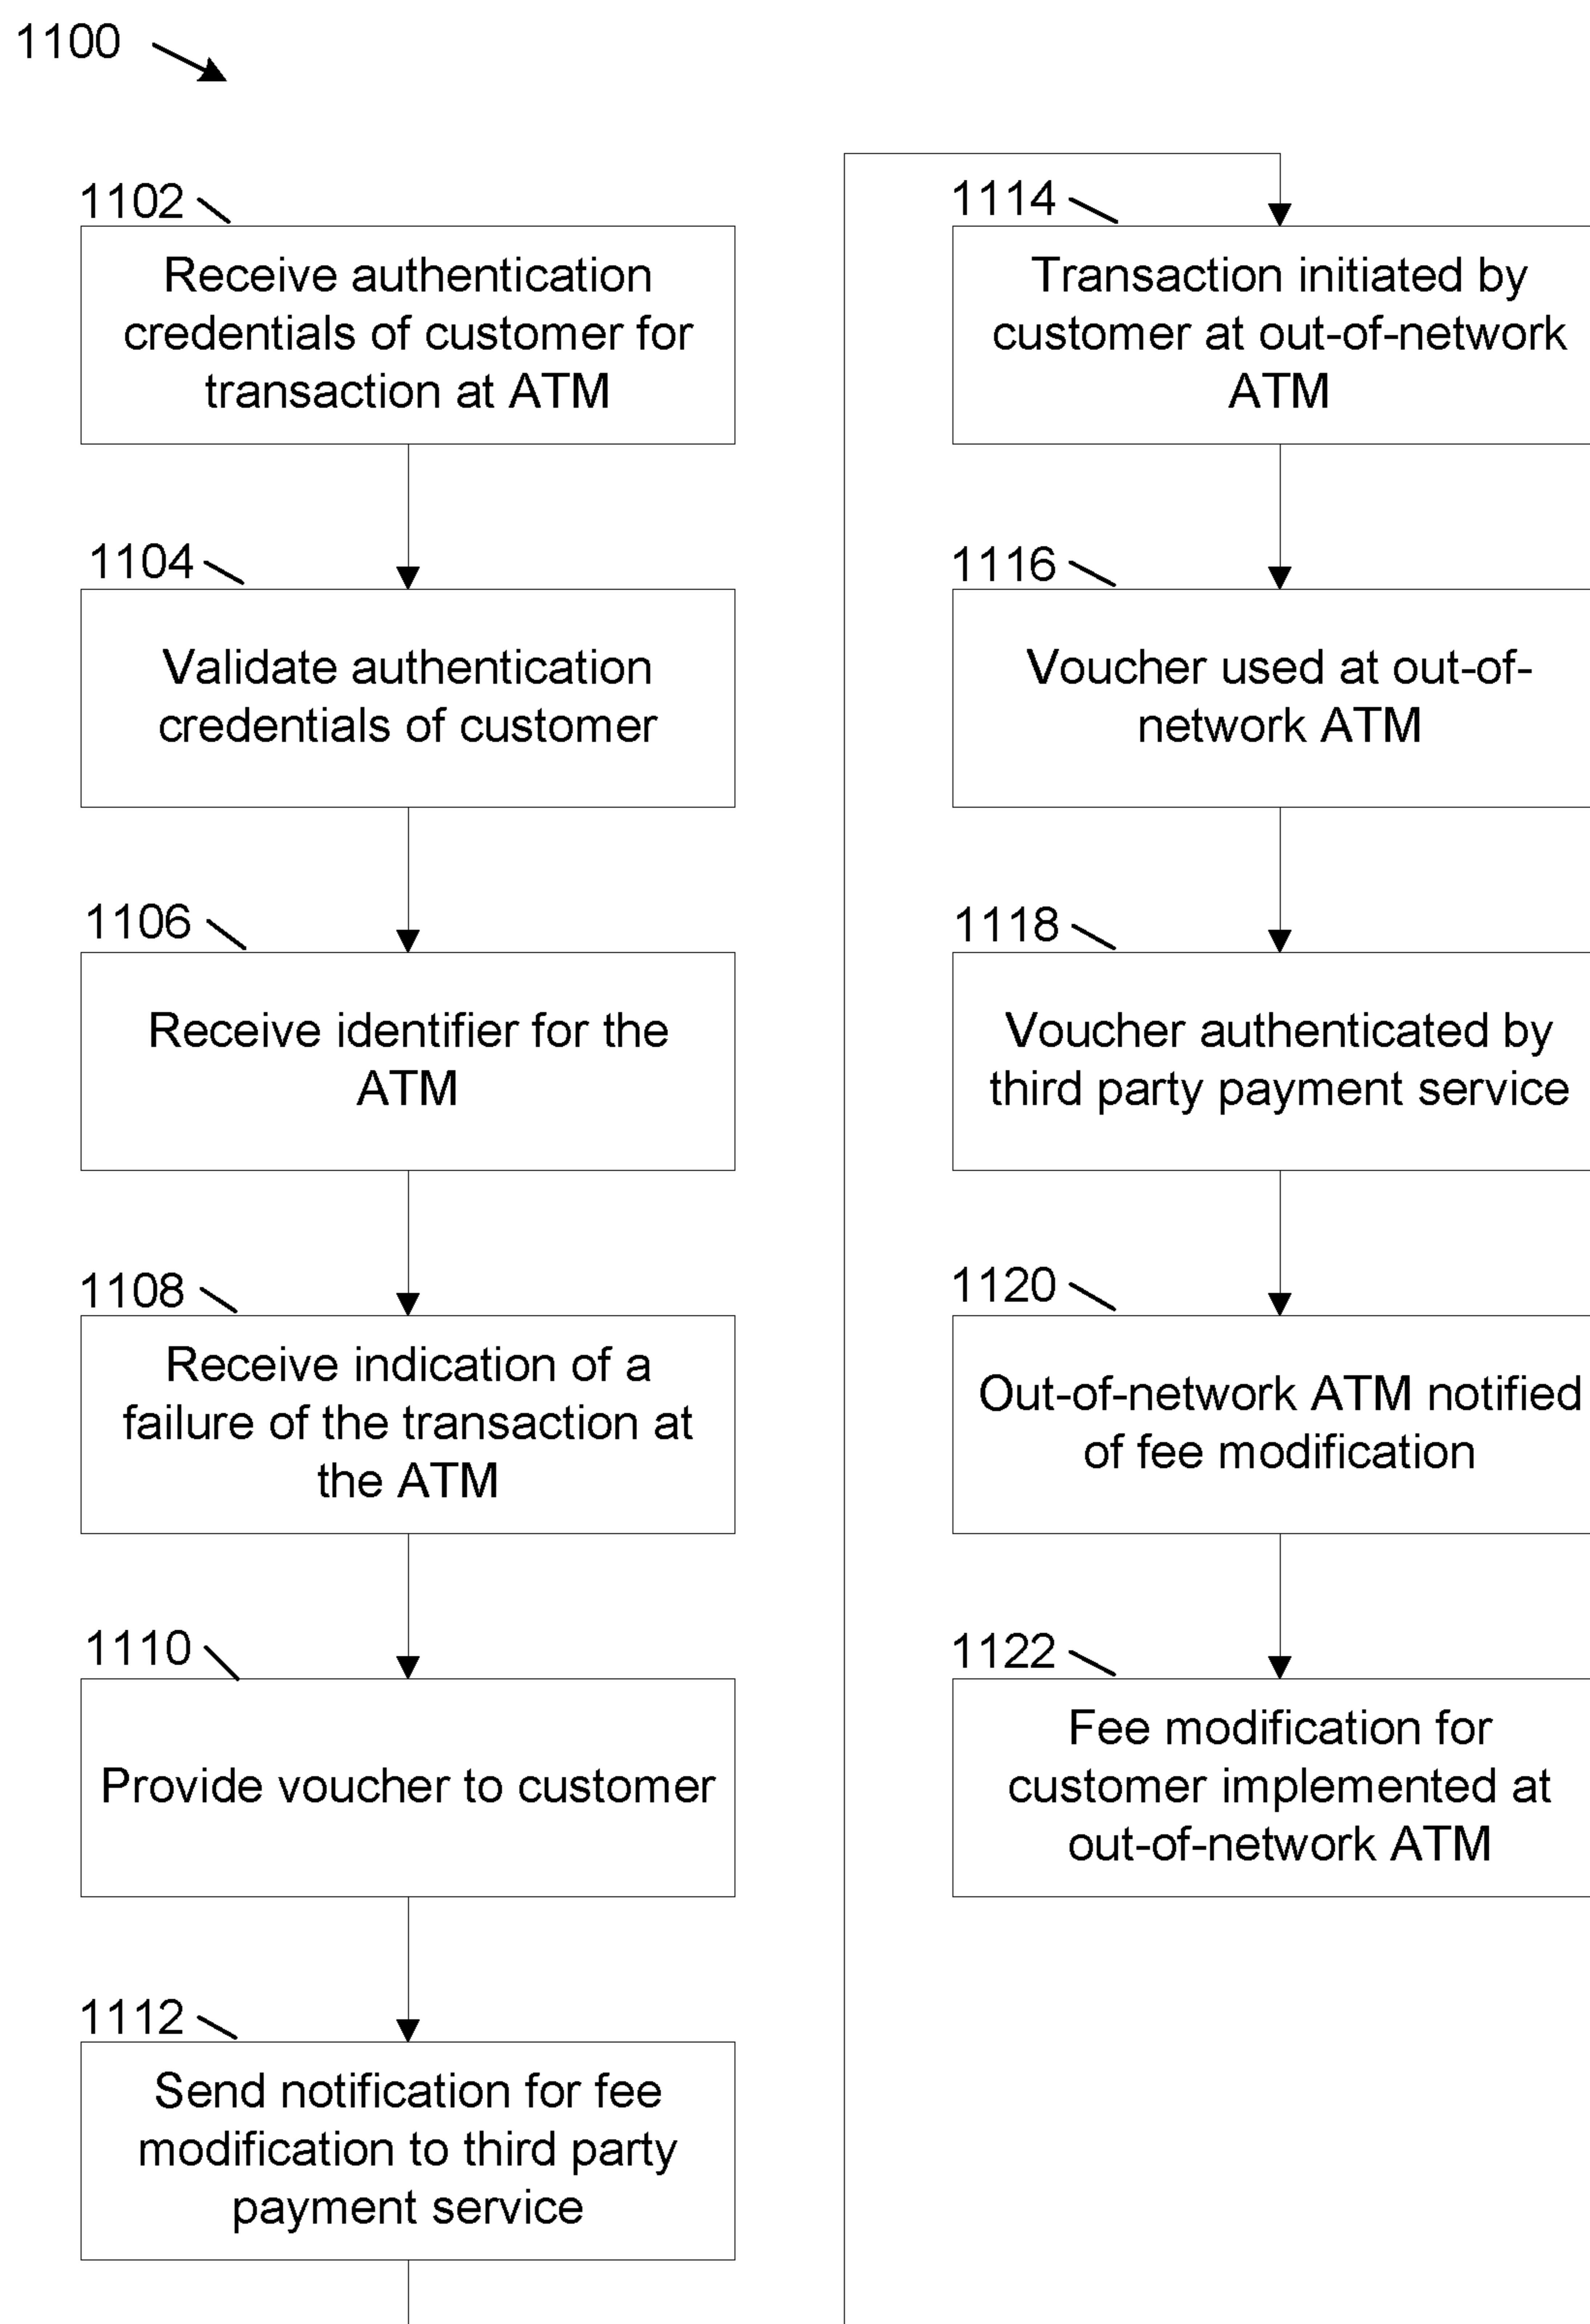 1100
1102
Receive authentication
credentials of customer for
transaction at ATM
1104
Validate authentication
credentials of customer
1106
Receive identifier for the
ATM
1108
Receive indication of a
failure of the transaction at
the ATM
1110
Provide voucher to customer
1112
Send notification for fee
modification to third party
payment service
1114
Transaction initiated by
customer at out-of-network
ATM
1116
Voucher used at out-of-
network ATM
1118
Voucher authenticated by
third party payment service
1120
Out-of-network ATM notified
of fee modification
1122
Fee modification for
customer implemented at
out-of-network ATM